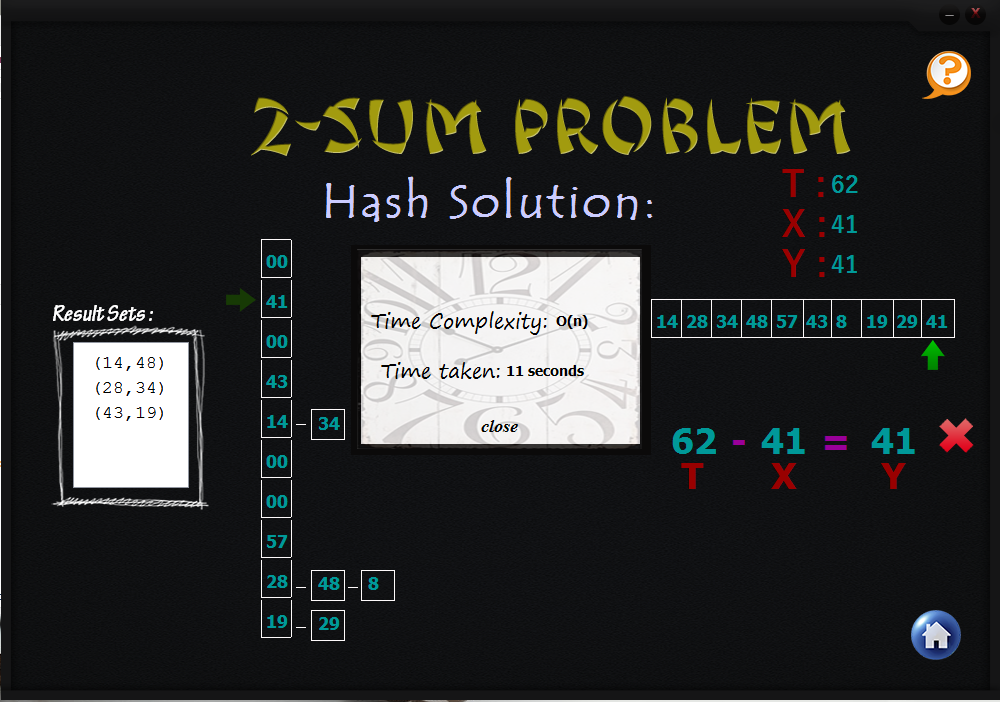 2-SUM PROBLEM
Hash Solution:
T : 62
X : 41
Y : 41
Result Sets :
(14,48)
(28,34)
(43,19)
00
41
00
43
14 – 34
00
00
57
28 – 48 – 8
19 – 29
Time Complexity: O(n)
Time taken: 11 seconds
close
14 28 34 48 57 43 8 19 29 41
62 - 41 = 41
T X Y